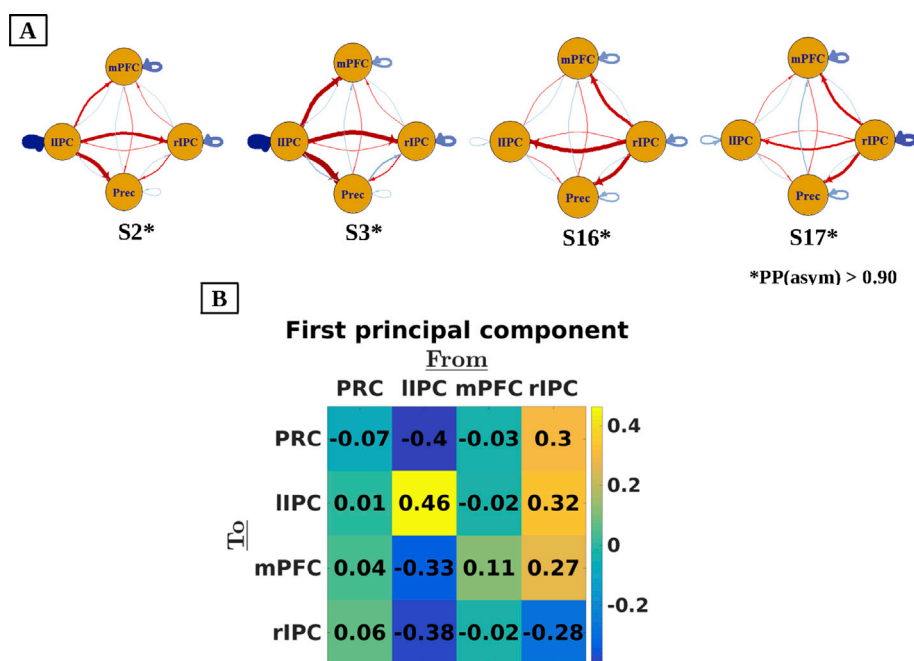 A
mPFC mPFC mPFC mPFC
lIPC rIPC lIPC rIPC lIPC rIPC lIPC rIPC
Prec Prec Prec Prec
S2* S3* S16* S17*
*PP(asym) > 0.90
B
First principal component
From
PRC lIPC mPFC rIPC
PRC -0.07 -0.4 -0.03 0.3
0.4
lIPC 0.01 0.46 -0.02 0.32
0.2
To
0
mPFC 0.04 -0.33 0.11 0.27
-0.2
rIPC 0.06 -0.38 -0.02 -0.28